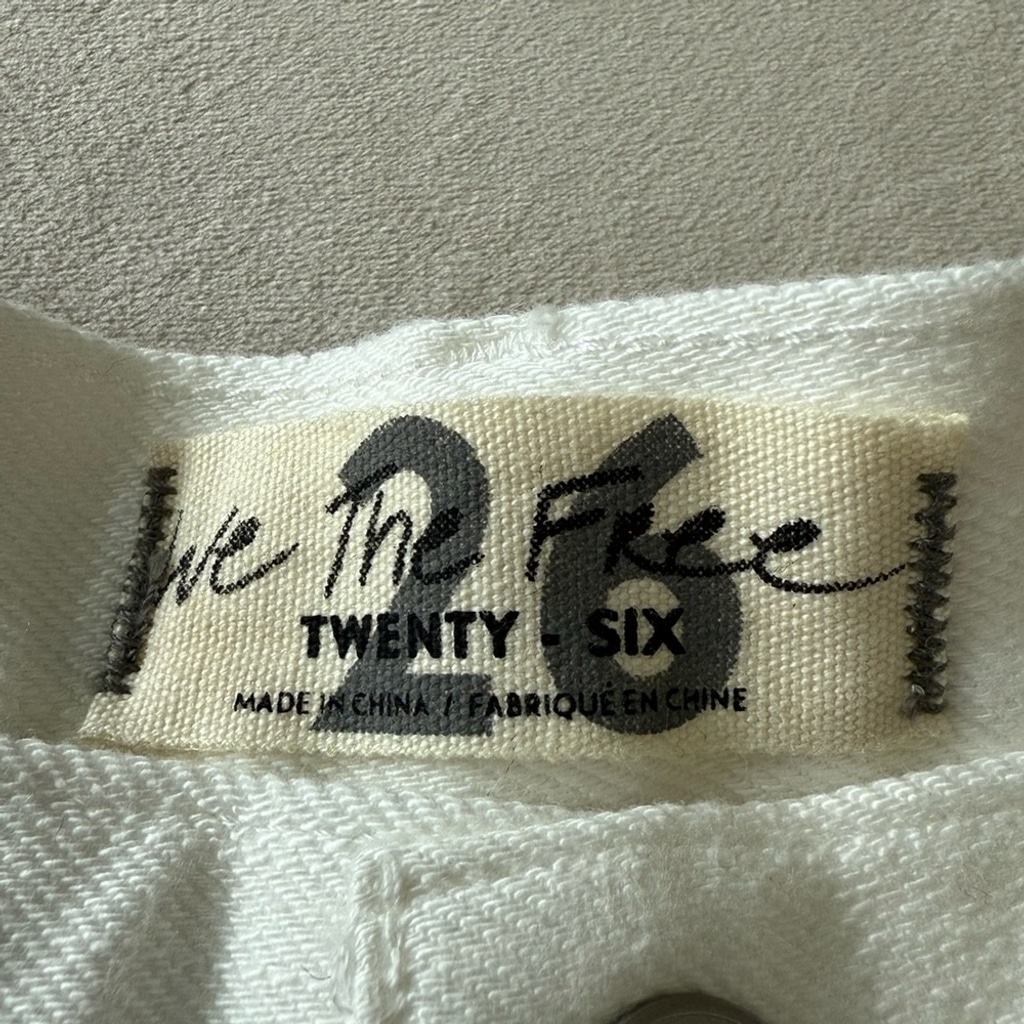 We The Free
26
TWENTY - SIX
MADE IN CHINA / FABRIQUÉ EN CHINE